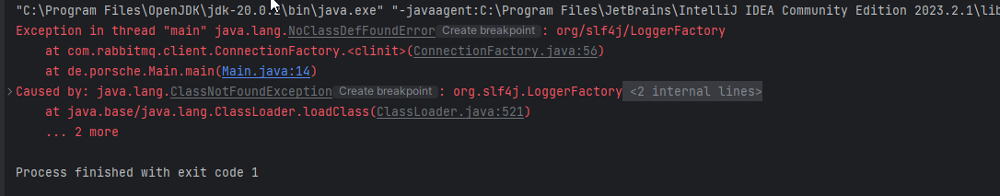 "C:\Program Files\OpenJDK\jdk-20.0.2\bin\java.exe" "-javaagent:C:\Program Files\JetBrains\IntelliJ IDEA Community Edition 2023.2.1\lib
Exception in thread "main" java.lang.NoClassDefFoundError Create breakpoint : org/slf4j/LoggerFactory
at com.rabbitmq.client.ConnectionFactory.<clinit>(ConnectionFactory.java:56)
at de.porsche.Main.main(Main.java:14)
Caused by: java.lang.ClassNotFoundException Create breakpoint : org.slf4j.LoggerFactory <2 internal lines>
at java.base/java.lang.ClassLoader.loadClass(ClassLoader.java:521)
... 2 more
Process finished with exit code 1